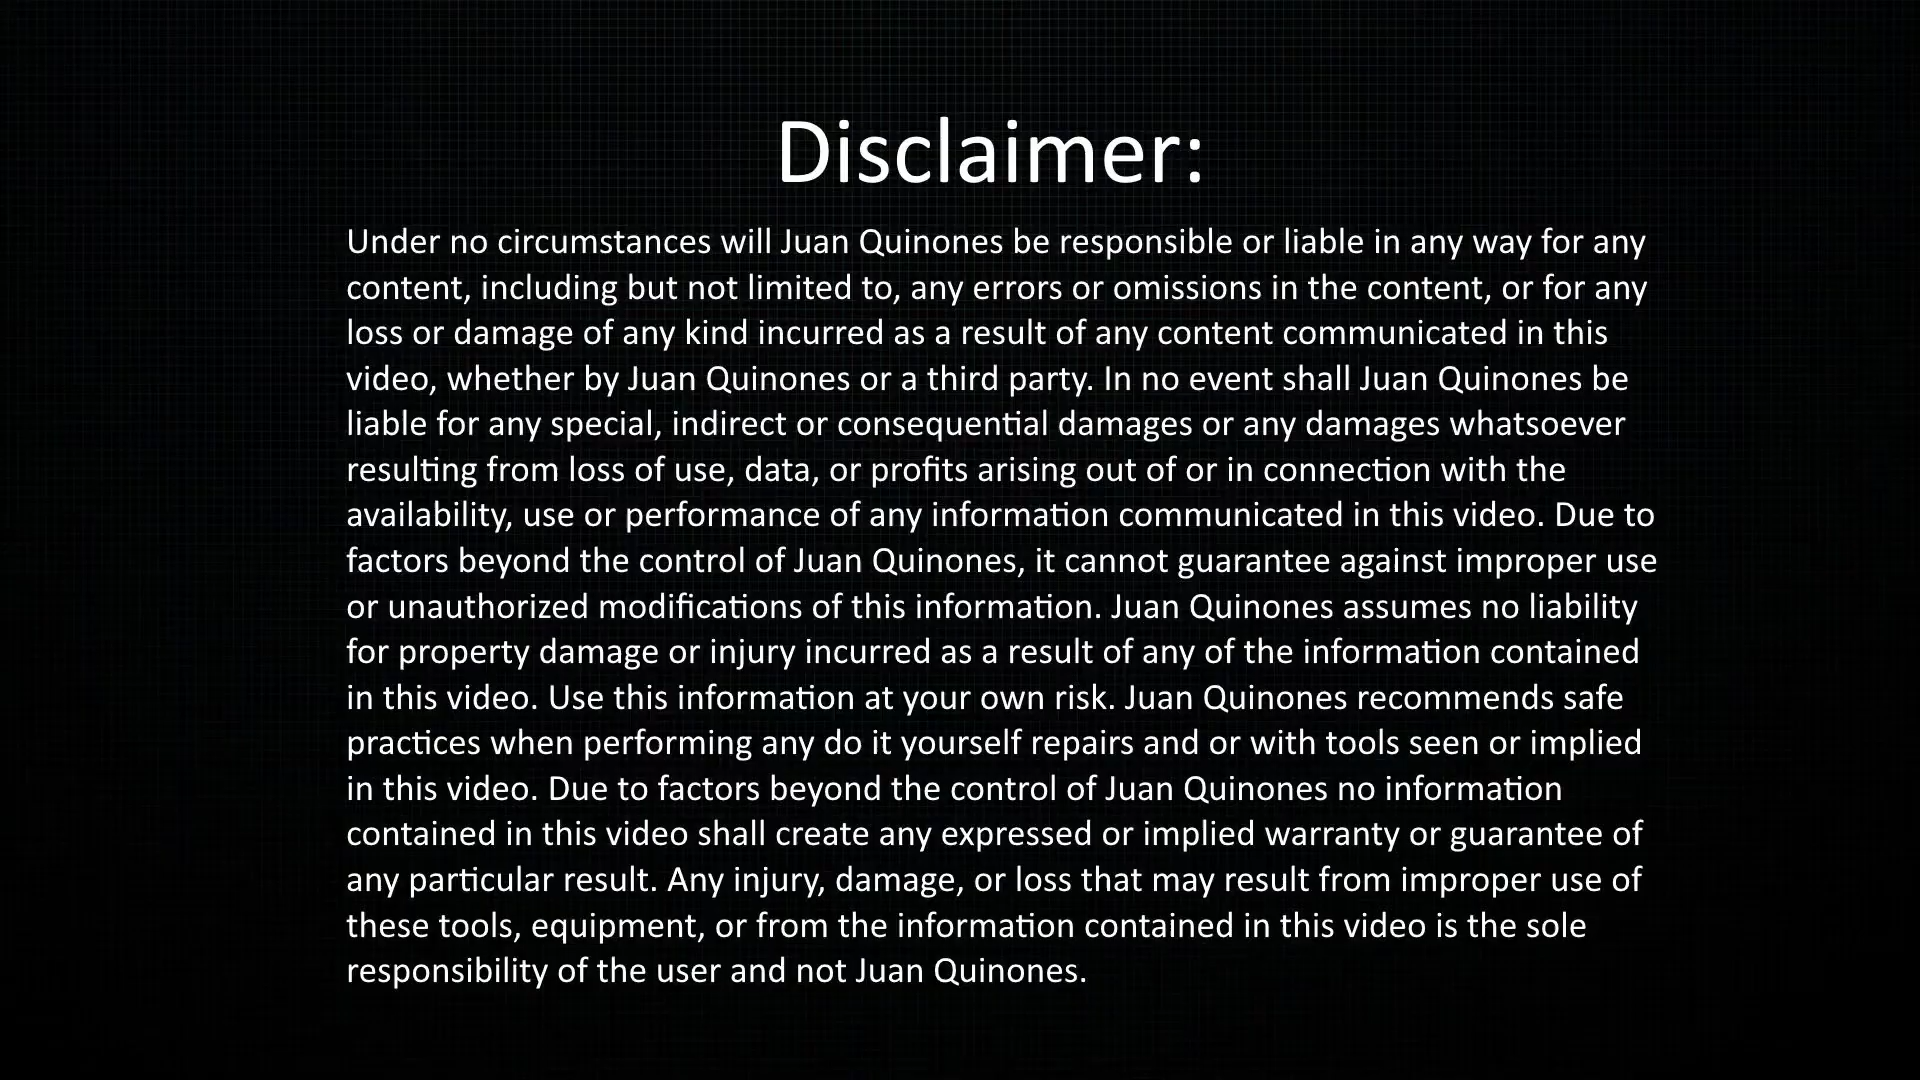 Disclaimer:
Under no circumstances will Juan Quinones be responsible or liable in any way for any
content, including but not limited to, any errors or omissions in the content, or for any
loss or damage of any kind incurred as a result of any content communicated in this
video, whether by Juan Quinones or a third party. In no event shall Juan Quinones be
liable for any special, indirect or consequential damages or any damages whatsoever
resulting from loss of use, data, or profits arising out of or in connection with the
availability, use or performance of any information communicated in this video. Due to
factors beyond the control of Juan Quinones, it cannot guarantee against improper use
or unauthorized modifications of this information. Juan Quinones assumes no liability
for property damage or injury incurred as a result of any of the information contained
in this video. Use this information at your own risk. Juan Quinones recommends safe
practices when performing any do it yourself repairs and or with tools seen or implied
in this video. Due to factors beyond the control of Juan Quinones no information
contained in this video shall create any expressed or implied warranty or guarantee of
any particular result. Any injury, damage, or loss that may result from improper use of
these tools, equipment, or from the information contained in this video is the sole
responsibility of the user and not Juan Quinones.